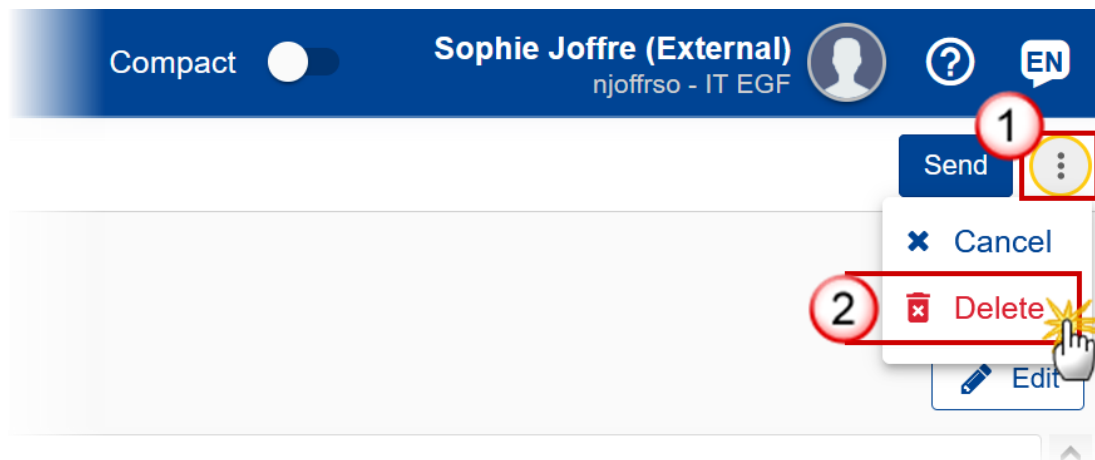 Compact
Sophie Joffre (External)
njoffrso - IT EGF
?
EN
1
Send
Cancel
2
Delete
Edit